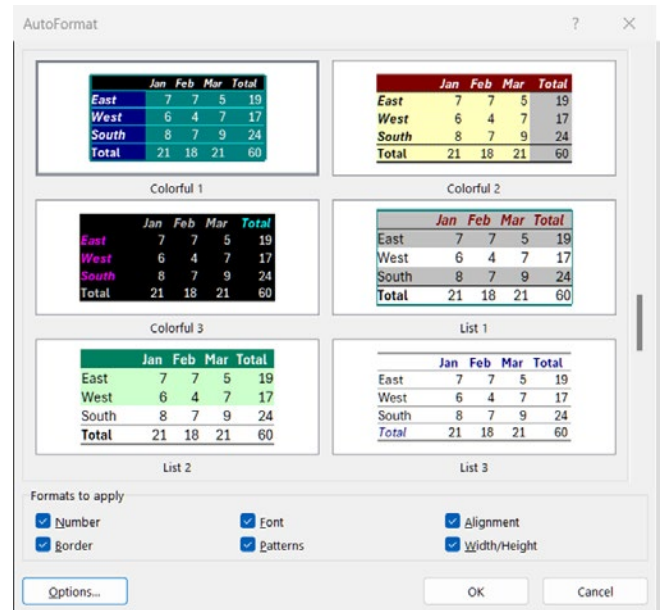 AutoFormat ? ×
Jan Feb Mar Total
East 7 7 5 19
West 6 4 7 17
South 8 7 9 24
Total 21 18 21 60
Colorful 1
Jan Feb Mar Total
East 7 7 5 19
West 6 4 7 17
South 8 7 9 24
Total 21 18 21 60
Colorful 2
Jan Feb Mar Total
East 7 7 5 19
West 6 4 7 17
South 8 7 9 24
Total 21 18 21 60
Colorful 3
Jan Feb Mar Total
East 7 7 5 19
West 6 4 7 17
South 8 7 9 24
Total 21 18 21 60
List 1
Jan Feb Mar Total
East 7 7 5 19
West 6 4 7 17
South 8 7 9 24
Total 21 18 21 60
List 2
Jan Feb Mar Total
East 7 7 5 19
West 6 4 7 17
South 8 7 9 24
Total 21 18 21 60
List 3
Formats to apply
Number Font Alignment
Border Patterns Width/Height
Options... OK Cancel